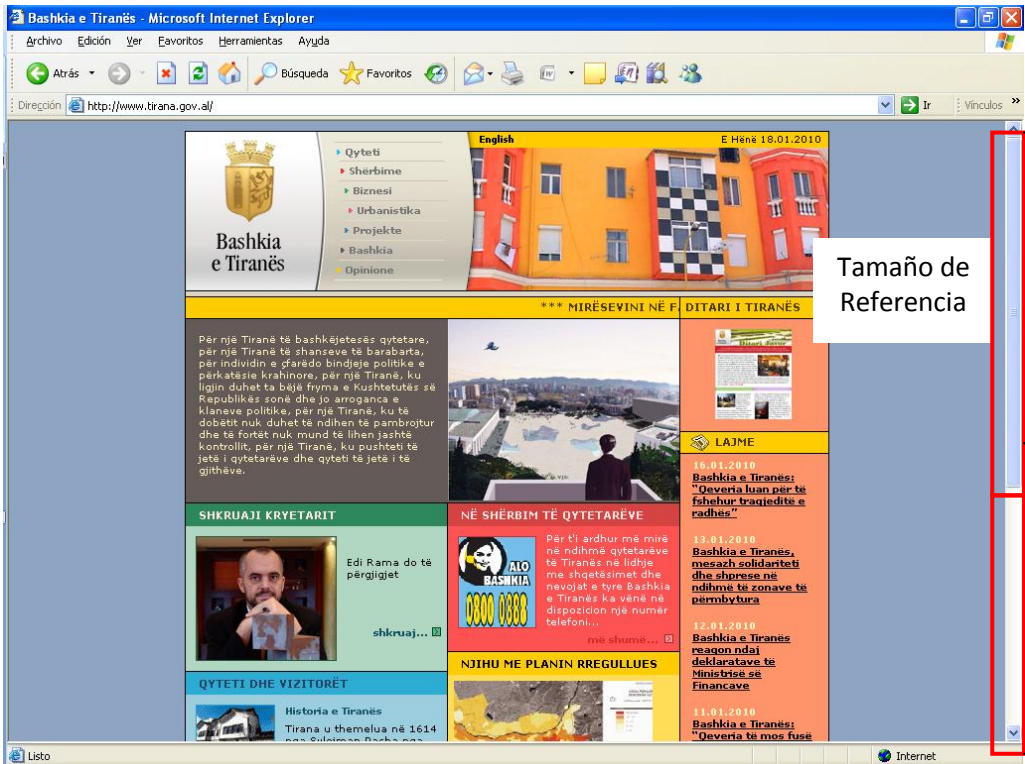 Bashkia e Tiranës - Microsoft Internet Explorer
Archivo Edición Ver Favoritos Herramientas Ayuda
Atrás Búsqueda Favoritos
Dirección http://www.tirana.gov.al/ Ir Vínculos »
English E Hënë 18.01.2010
Bashkia
e Tiranës
Qyteti
Shërbime
Biznesi
Urbanistika
Projekte
Bashkia
Opinione
Tamaño de
Referencia
*** MIRËSEVINI NË F
DITARI I TIRANËS
Për një Tiranë të bashkëjetesës qytetare,
për një Tiranë të shanseve të barabarta,
për individin e çfarëdo bindjeje politike e
përkatësie krahinore, për një Tiranë, ku
ligjin duhet ta bëjë fryma e Kushtetutës së
Republikës sonë dhe jo arroganca e
klaneve politike, për një Tiranë, ku të
dobëtit nuk duhet të ndihen të pambrojtur
dhe të fortët nuk mund të lihen jashtë
kontrollit, për një Tiranë, ku pushteti të
jetë i qytetarëve dhe qyteti të jetë i të
gjithëve.
SHKRUAJI KRYETARIT
Edi Rama do të
përgjigjet
shkruaj...
QYTETI DHE VIZITORËT
Historia e Tiranës
Tirana u themelua në 1614
nga Sulejman Pasha nga
NË SHËRBIM TË QYTETARËVE
ALO
BASHKIA
0800 0888
Për t'i ardhur më mirë
në ndihmë qytetarëve
të Tiranës në lidhje
me shqetësimet dhe
nevojat e tyre Bashkia
e Tiranës ka vënë në
dispozicion një numër
telefoni...
më shumë...
NJIHU ME PLANIN RREGULLUES
LAJME
16.01.2010
Bashkia e Tiranës:
"Qeveria luan për të
fshehur tragjeditë e
radhës"
13.01.2010
Bashkia e Tiranës,
mesazh solidariteti
dhe shprese në
ndihmë të zonave të
përmbytura
12.01.2010
Bashkia e Tiranës
reagon ndaj
deklaratave të
Ministrisë së
Financave
11.01.2010
Bashkia e Tiranës:
"Qeveria të mos fusë
Listo Internet